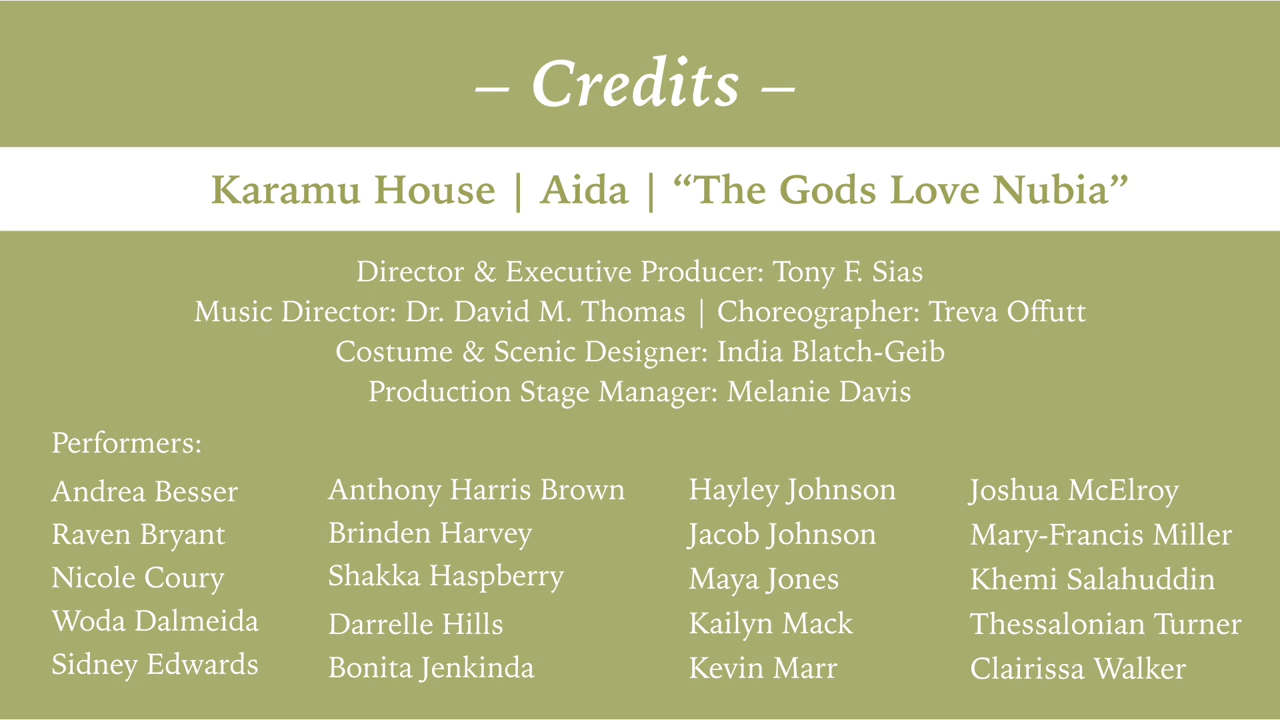 – Credits –
Karamu House | Aida | “The Gods Love Nubia”
Director & Executive Producer: Tony F. Sias
Music Director: Dr. David M. Thomas | Choreographer: Treva Offutt
Costume & Scenic Designer: India Blatch-Geib
Production Stage Manager: Melanie Davis
Performers:
Andrea Besser
Raven Bryant
Nicole Coury
Woda Dalmeida
Sidney Edwards
Anthony Harris Brown
Brinden Harvey
Shakka Haspberry
Darrelle Hills
Bonita Jenkinda
Hayley Johnson
Jacob Johnson
Maya Jones
Kailyn Mack
Kevin Marr
Joshua McElroy
Mary-Francis Miller
Khemi Salahuddin
Thessalonian Turner
Clairissa Walker